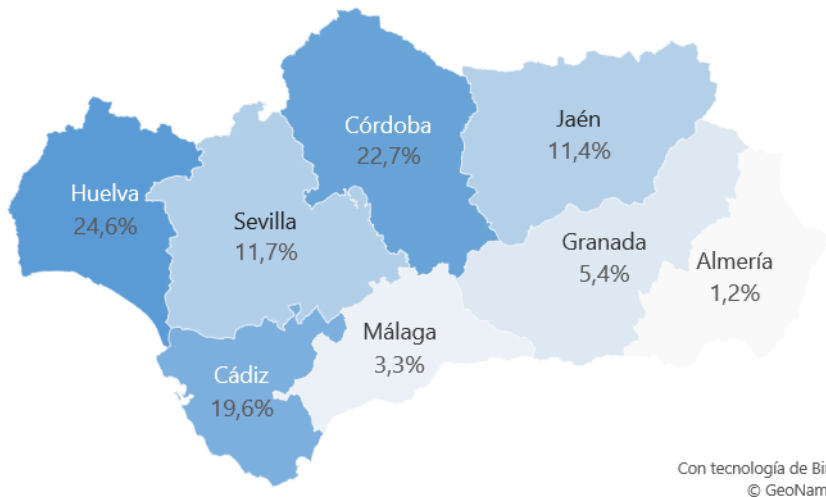 Córdoba
22,7%
Jaén
11,4%
Huelva
24,6%
Sevilla
11,7%
Granada
5,4%
Almería
1,2%
Málaga
3,3%
Cádiz
19,6%
Con tecnología de
©